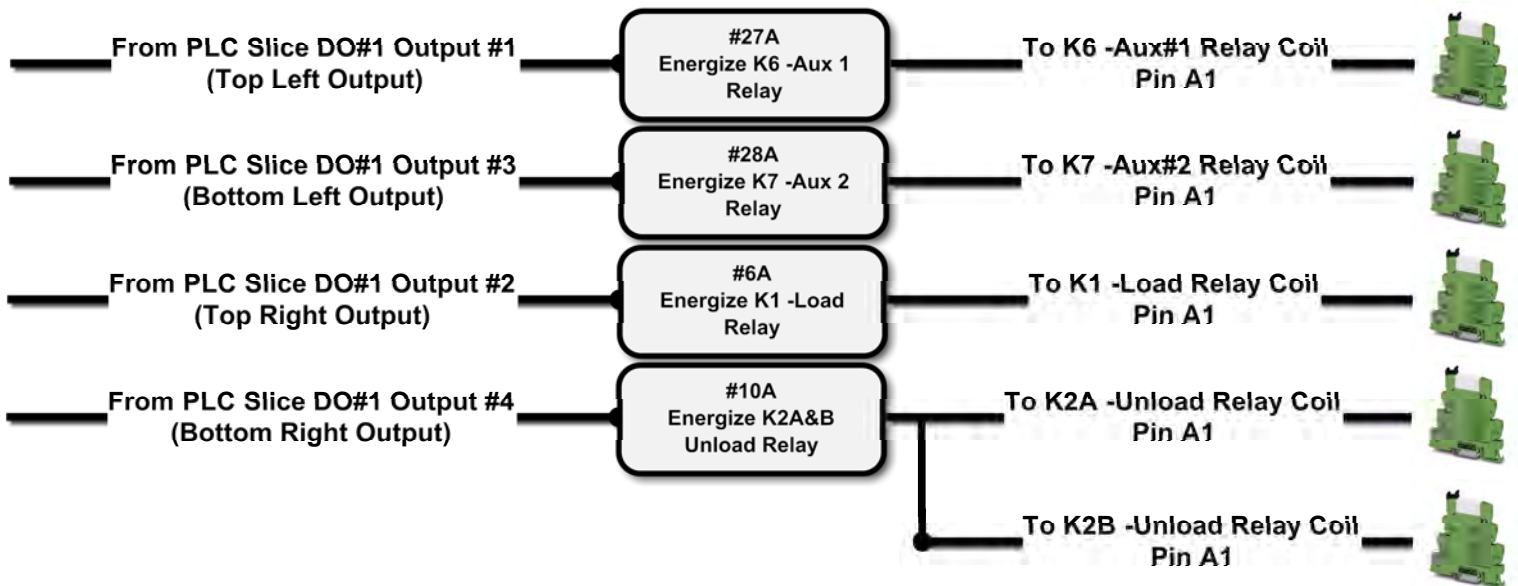 From PLC Slice DO#1 Output #1
(Top Left Output)
#27A
Energize K6 -Aux 1
Relay
To K6 -Aux#1 Relay Coil
Pin A1
From PLC Slice DO#1 Output #3
(Bottom Left Output)
#28A
Energize K7 -Aux 2
Relay
To K7 -Aux#2 Relay Coil
Pin A1
From PLC Slice DO#1 Output #2
(Top Right Output)
#6A
Energize K1 -Load
Relay
To K1 -Load Relay Coil
Pin A1
From PLC Slice DO#1 Output #4
(Bottom Right Output)
#10A
Energize K2A&B
Unload Relay
To K2A -Unload Relay Coil
Pin A1
To K2B -Unload Relay Coil
Pin A1